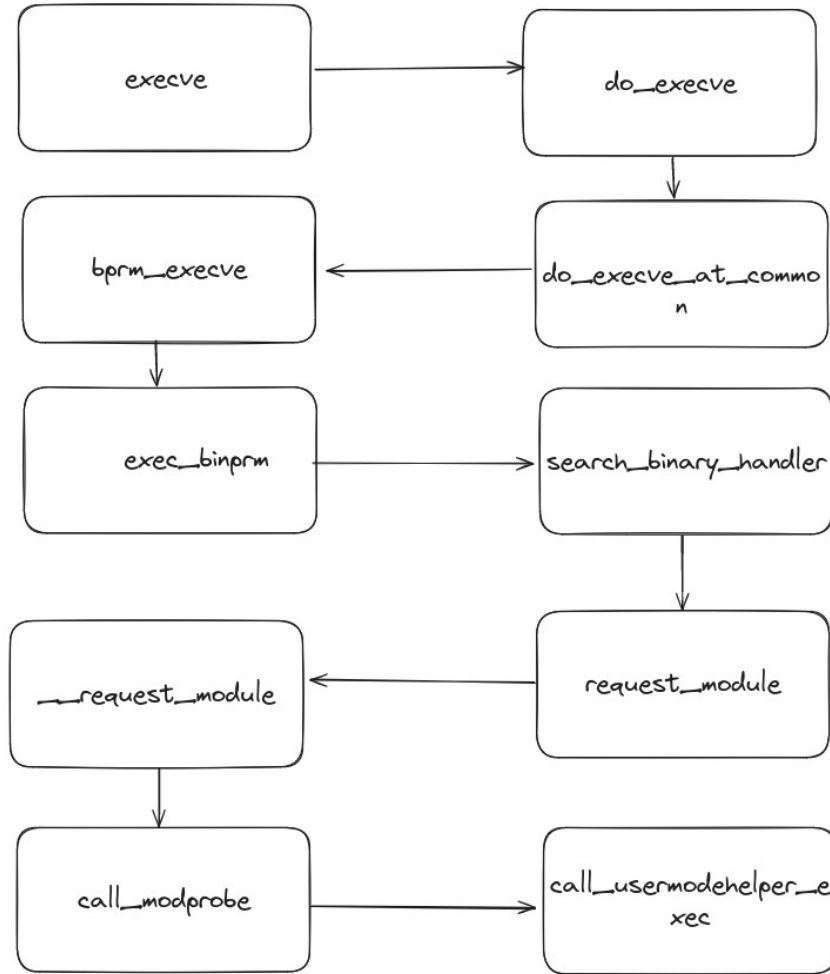 execve
do_execve
bprm_execve
do_execve_at_commo
n
exec_binprm
search_binary_handler
__request_module
request_module
call_modprobe
call_usermodehelper_e
xec